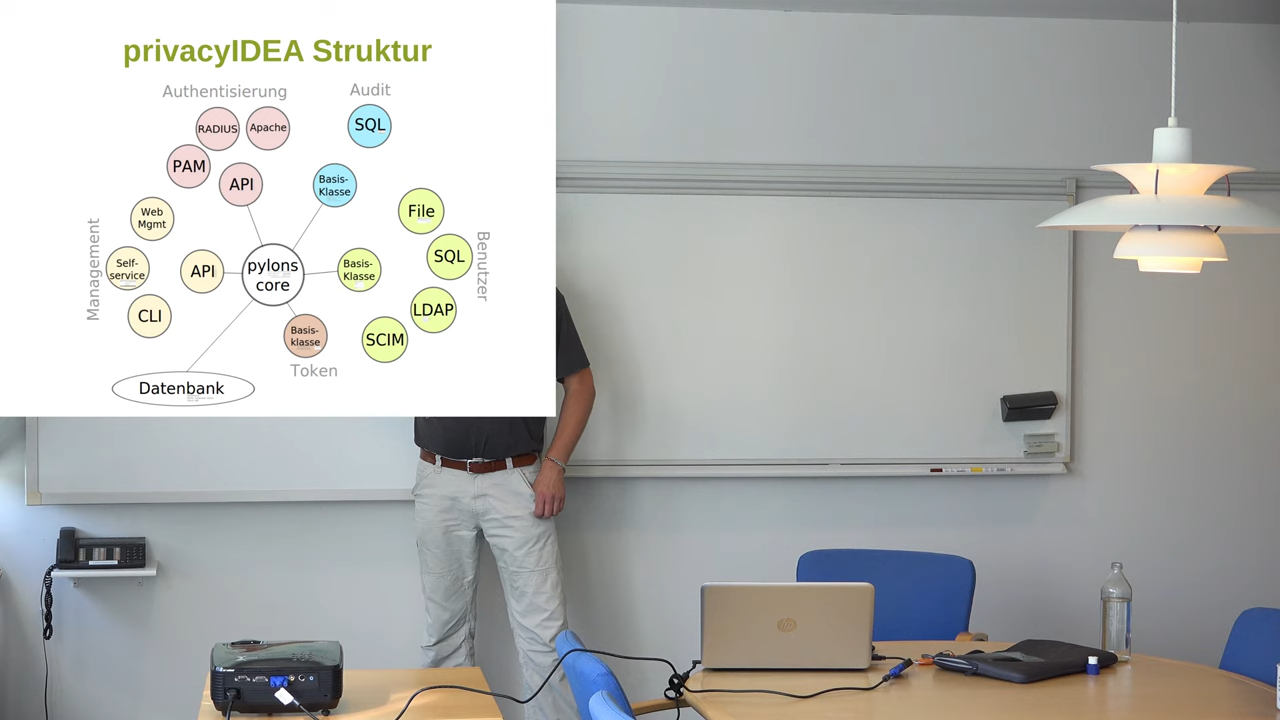 privacyIDEA Struktur
Authentisierung
Audit
RADIUS
Apache
SQL
PAM
API
Basis-
Klasse
Web
Mgmt
File
Management
Self-
service
API
pylons
core
Basis-
Klasse
SQL
Benutzer
CLI
LDAP
Basis-
klasse
SCIM
Token
Datenbank
hp